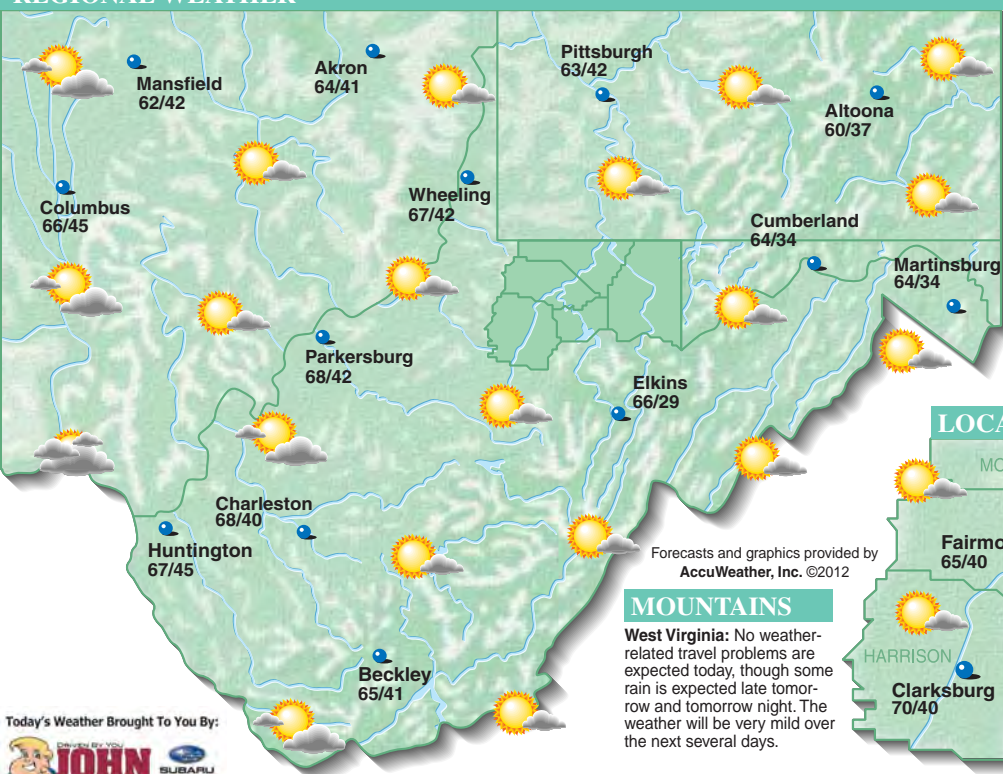 REGIONAL WEATHER
Mansfield
62/42
Akron
64/41
Pittsburgh
63/42
Altoona
60/37
Columbus
66/45
Wheeling
67/42
Cumberland
64/34
Martinsburg
64/34
Parkersburg
68/42
Elkins
66/29
Charleston
68/40
Huntington
67/45
Beckley
65/41
Forecasts and graphics provided by
AccuWeather, Inc. ©2012
MOUNTAINS
West Virginia: No weather-
related travel problems are
expected today, though some
rain is expected late tomor-
row and tomorrow night. The
weather will be very mild over
the next several days.
LOCA
MO
Fairmo
65/40
HARRISON
Clarksburg
70/40
Today's Weather Brought To You By:
DRIVEN BY YOU
JOHN
SUBARU